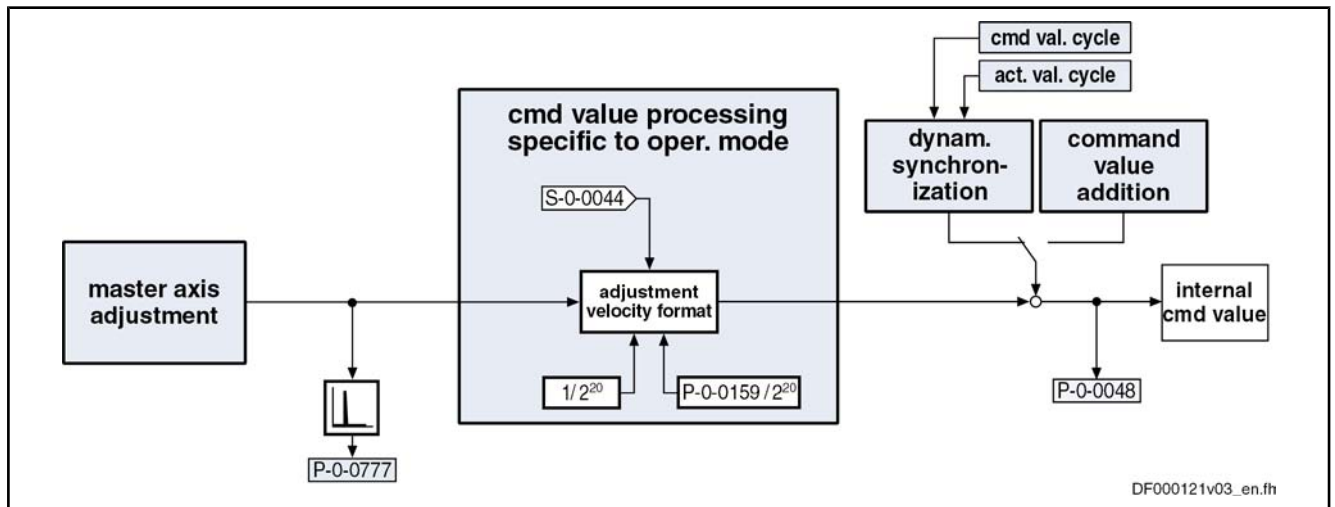 cmd val. cycle
act. val. cycle
cmd value processing
specific to oper. mode
dynam.
synchron-
ization
command
value
addition
S-0-0044
master axis
adjustment
adjustment
velocity format
internal
cmd value
1/2²⁰
P-0-0159/2²⁰
P-0-0048
P-0-0777
DF000121v03_en.fh